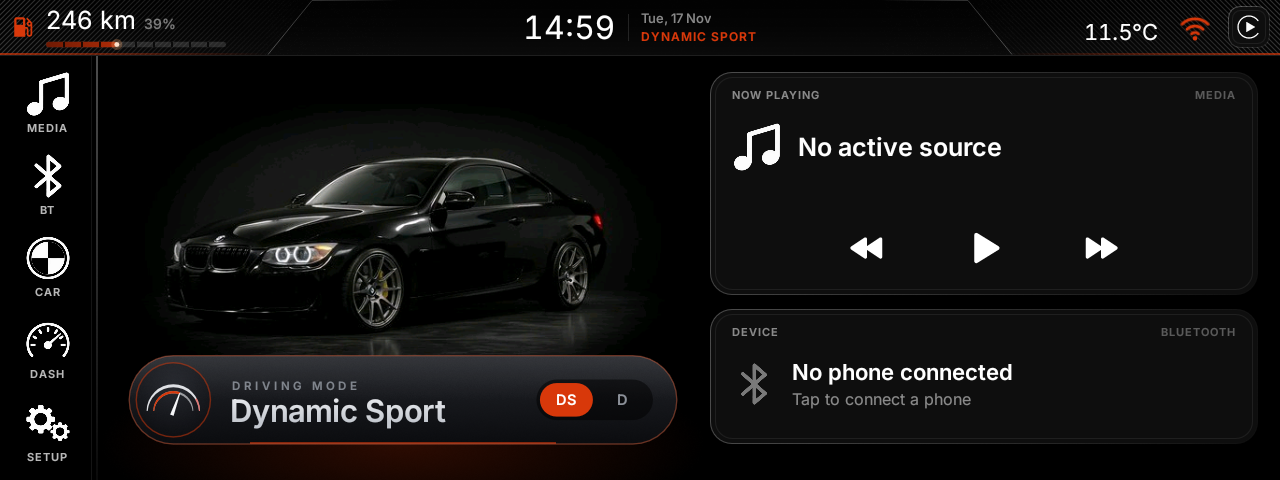 246 km 39%
14:59
Tue, 17 Nov
DYNAMIC SPORT
11.5°C
MEDIA
BT
CAR
DASH
SETUP
DRIVING MODE
Dynamic Sport
DS D
NOW PLAYING MEDIA
No active source
DEVICE BLUETOOTH
No phone connected
Tap to connect a phone